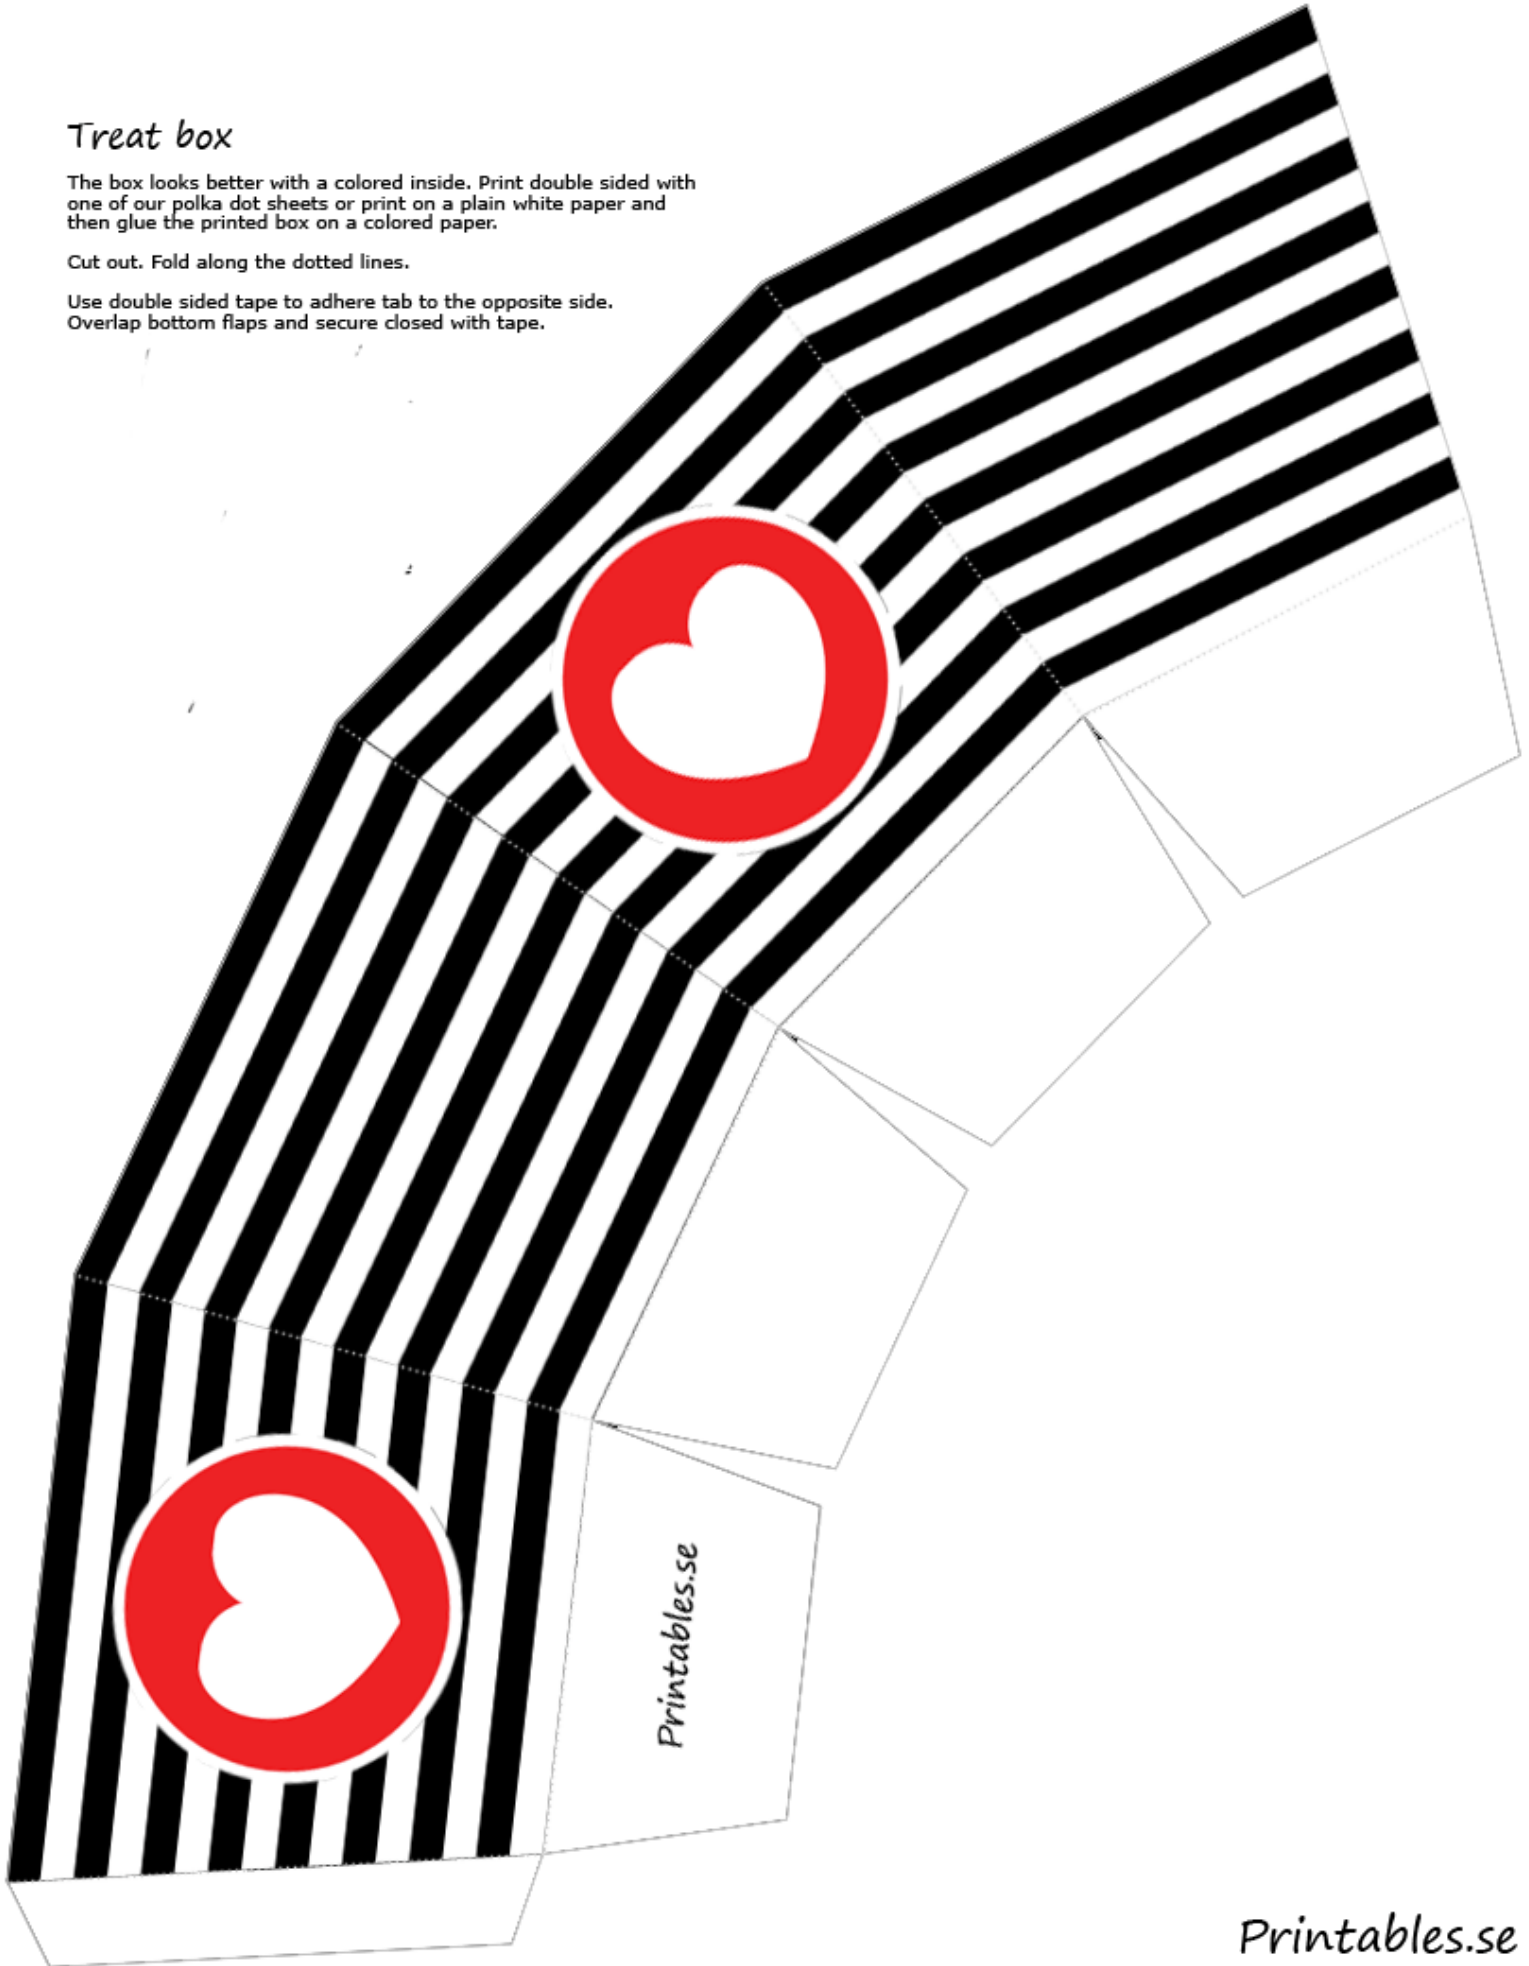 Treat box
The box looks better with a colored inside. Print double sided with
one of our polka dot sheets or print on a plain white paper and
then glue the printed box on a colored paper.
Cut out. Fold along the dotted lines.
Use double sided tape to adhere tab to the opposite side.
Overlap bottom flaps and secure closed with tape.
Printables.se
Printables.se